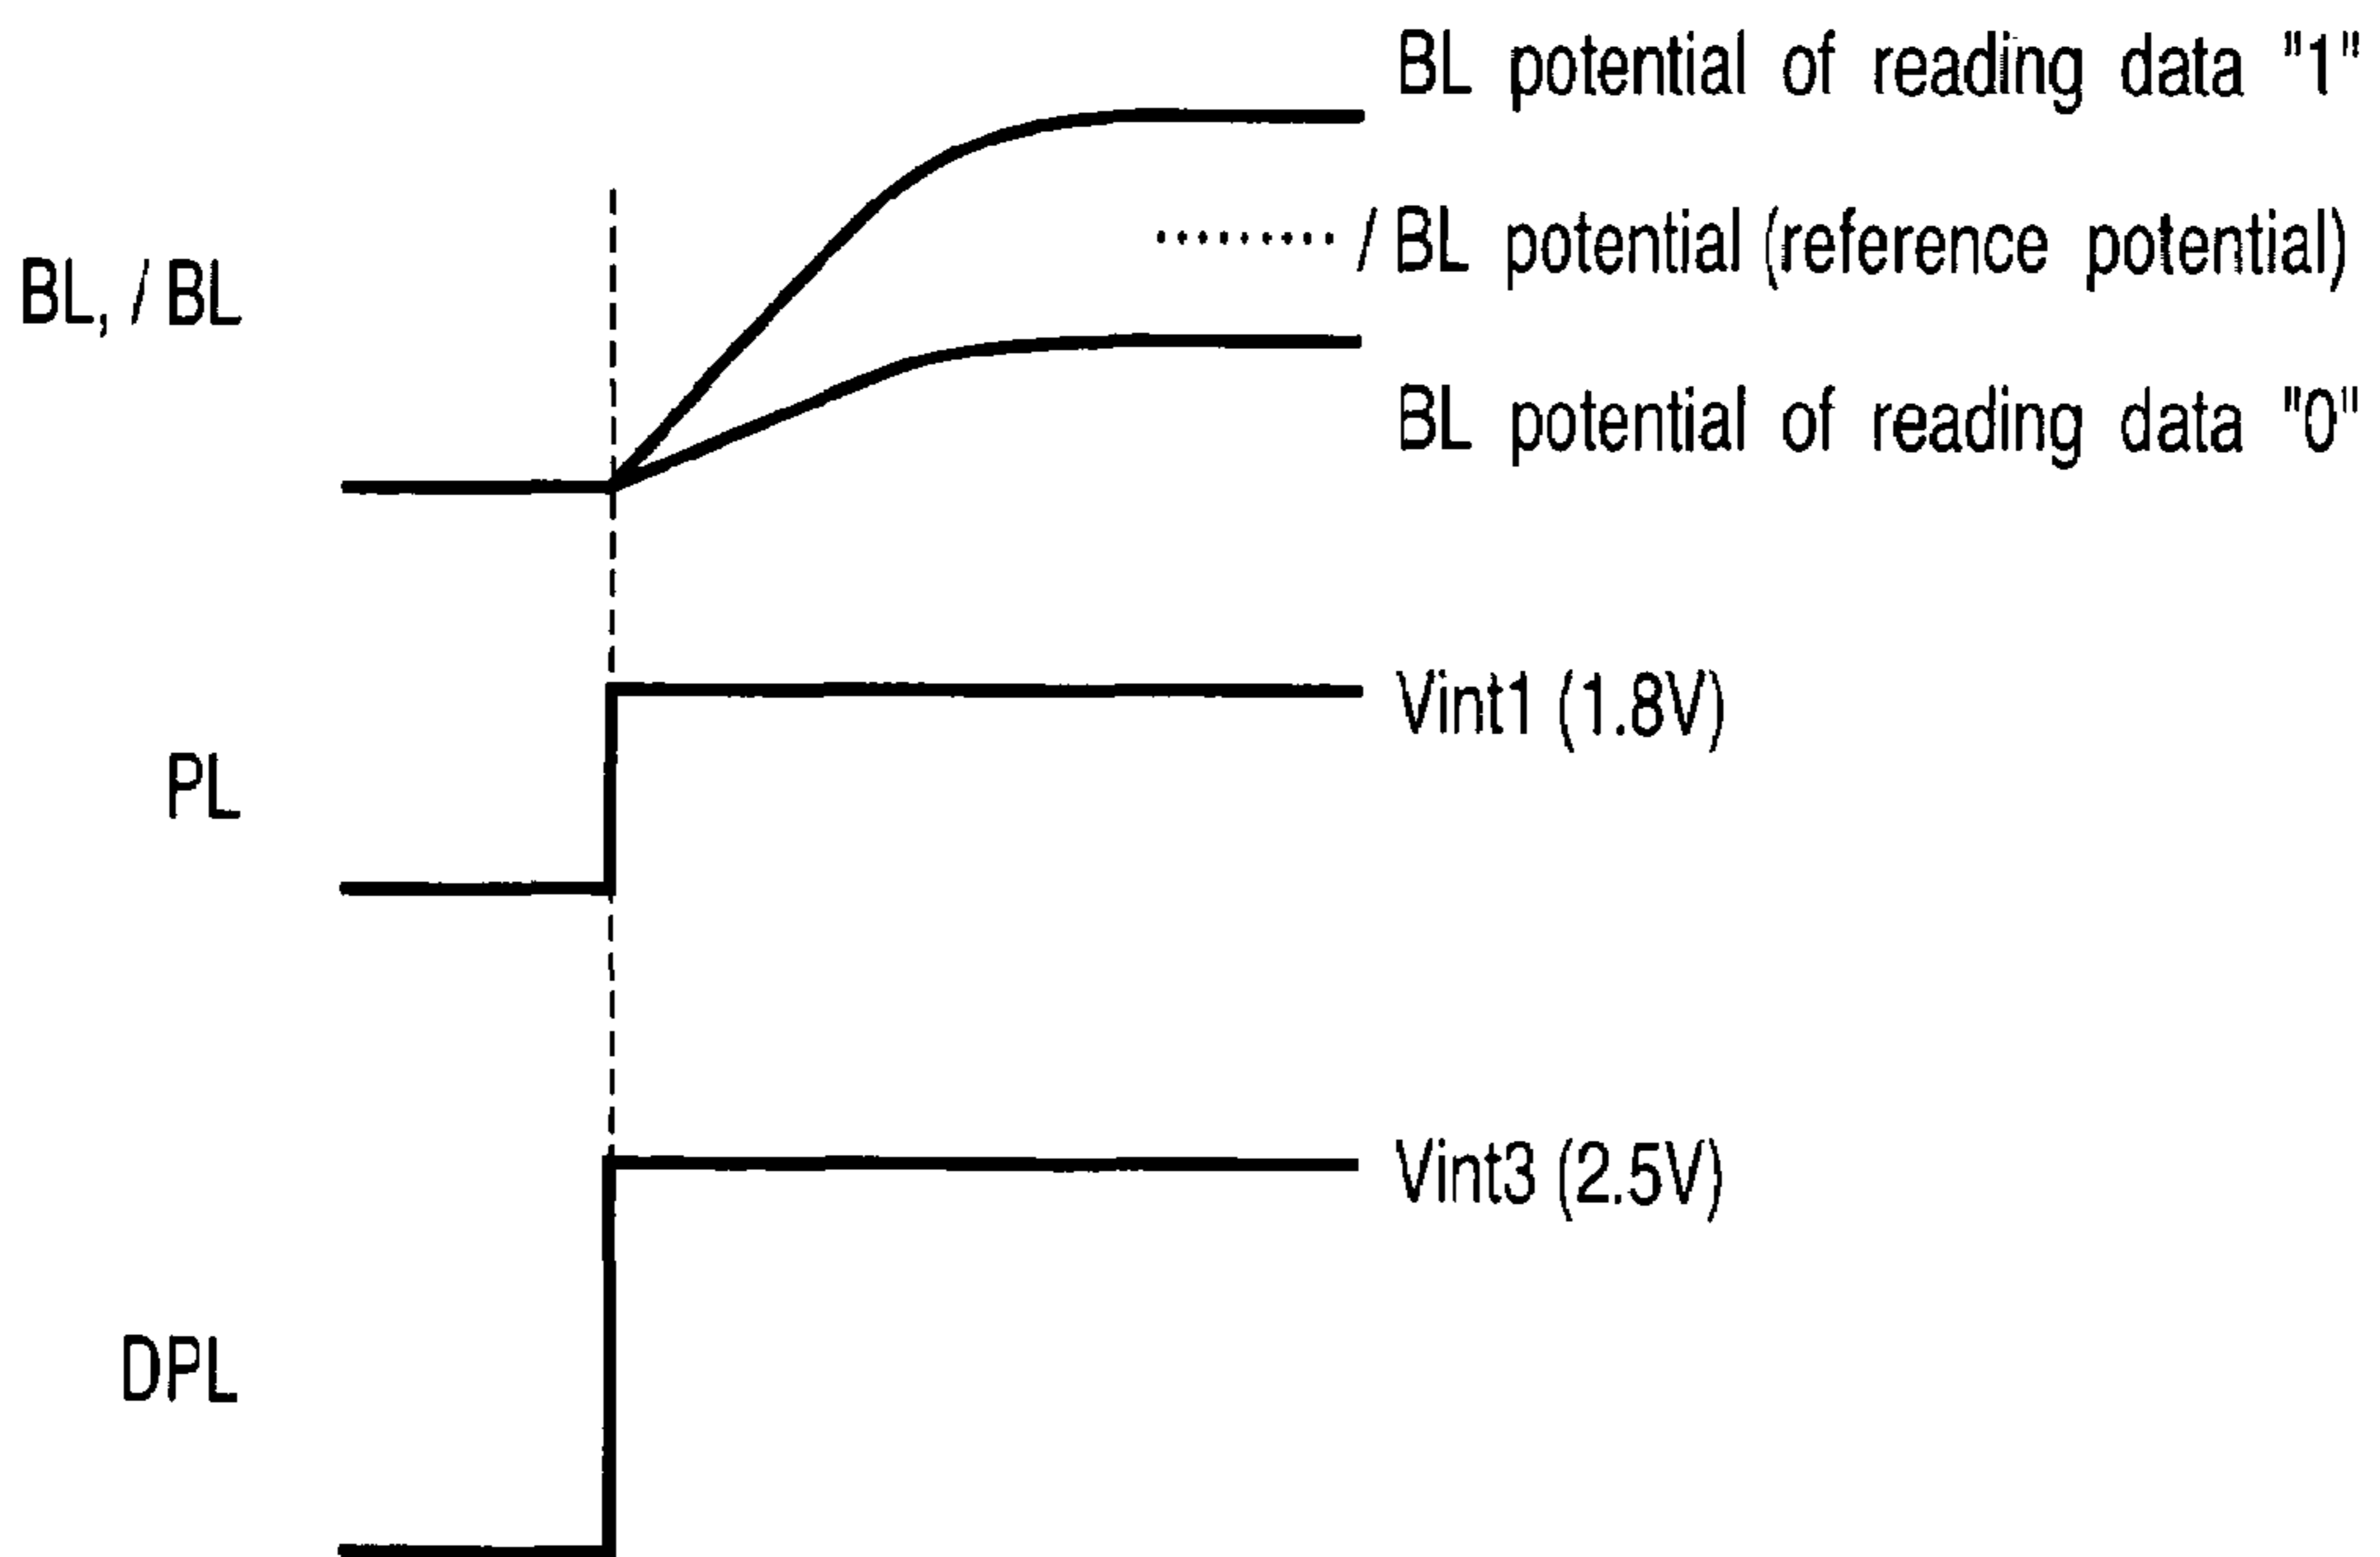 BL potential of reading data "1"
/ BL potential (reference potential)
BL, / BL
BL potential of reading data "0"
Vint1 (1.8V)
PL
Vint3 (2.5V)
DPL